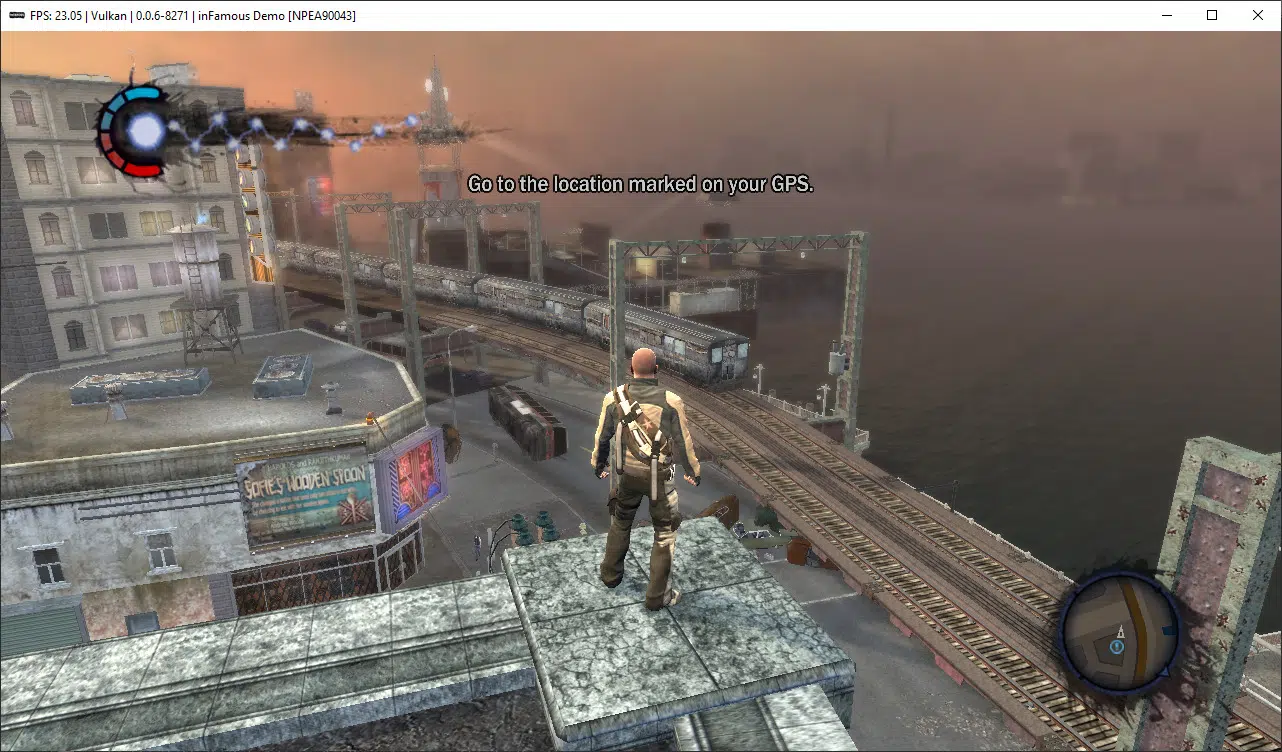 FPS: 23.05 | Vulkan | 0.0.6-8271 | inFamous Demo [NPEA90043]
Go to the location marked on your GPS.
SOFIE'S WOODEN SPOON